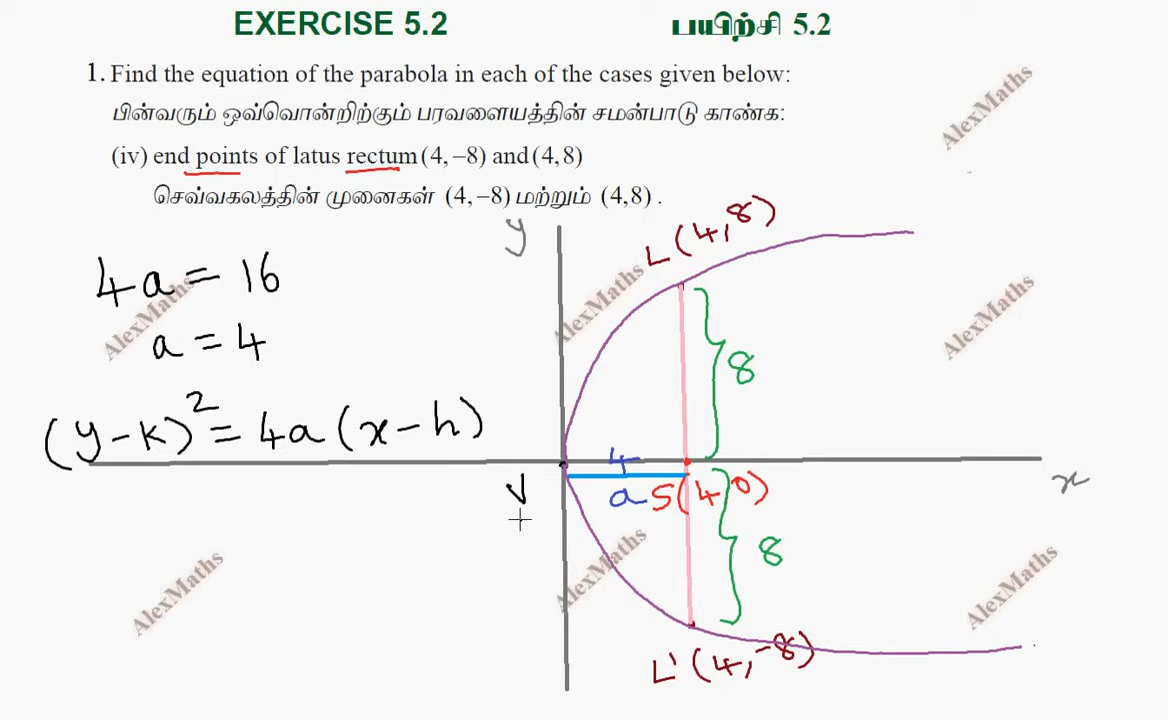 EXERCISE 5.2
பயிற்சி 5.2
1. Find the equation of the parabola in each of the cases given below:
பின்வரும் ஒவ்வொன்றிற்கும் பரவளையத்தின் சமன்பாடு காண்க:
(iv) end points of latus rectum (4, −8) and (4, 8)
செவ்வகலத்தின் முனைகள் (4, −8) மற்றும் (4, 8) .
y
L (4, 8)
4a = 16
a = 4
(y−k)² = 4a (x−h)
8
4
V
a
S(4,0)
x
8
L' (4, −8)
AlexMaths
AlexMaths
AlexMaths
AlexMaths
AlexMaths
AlexMaths
AlexMaths